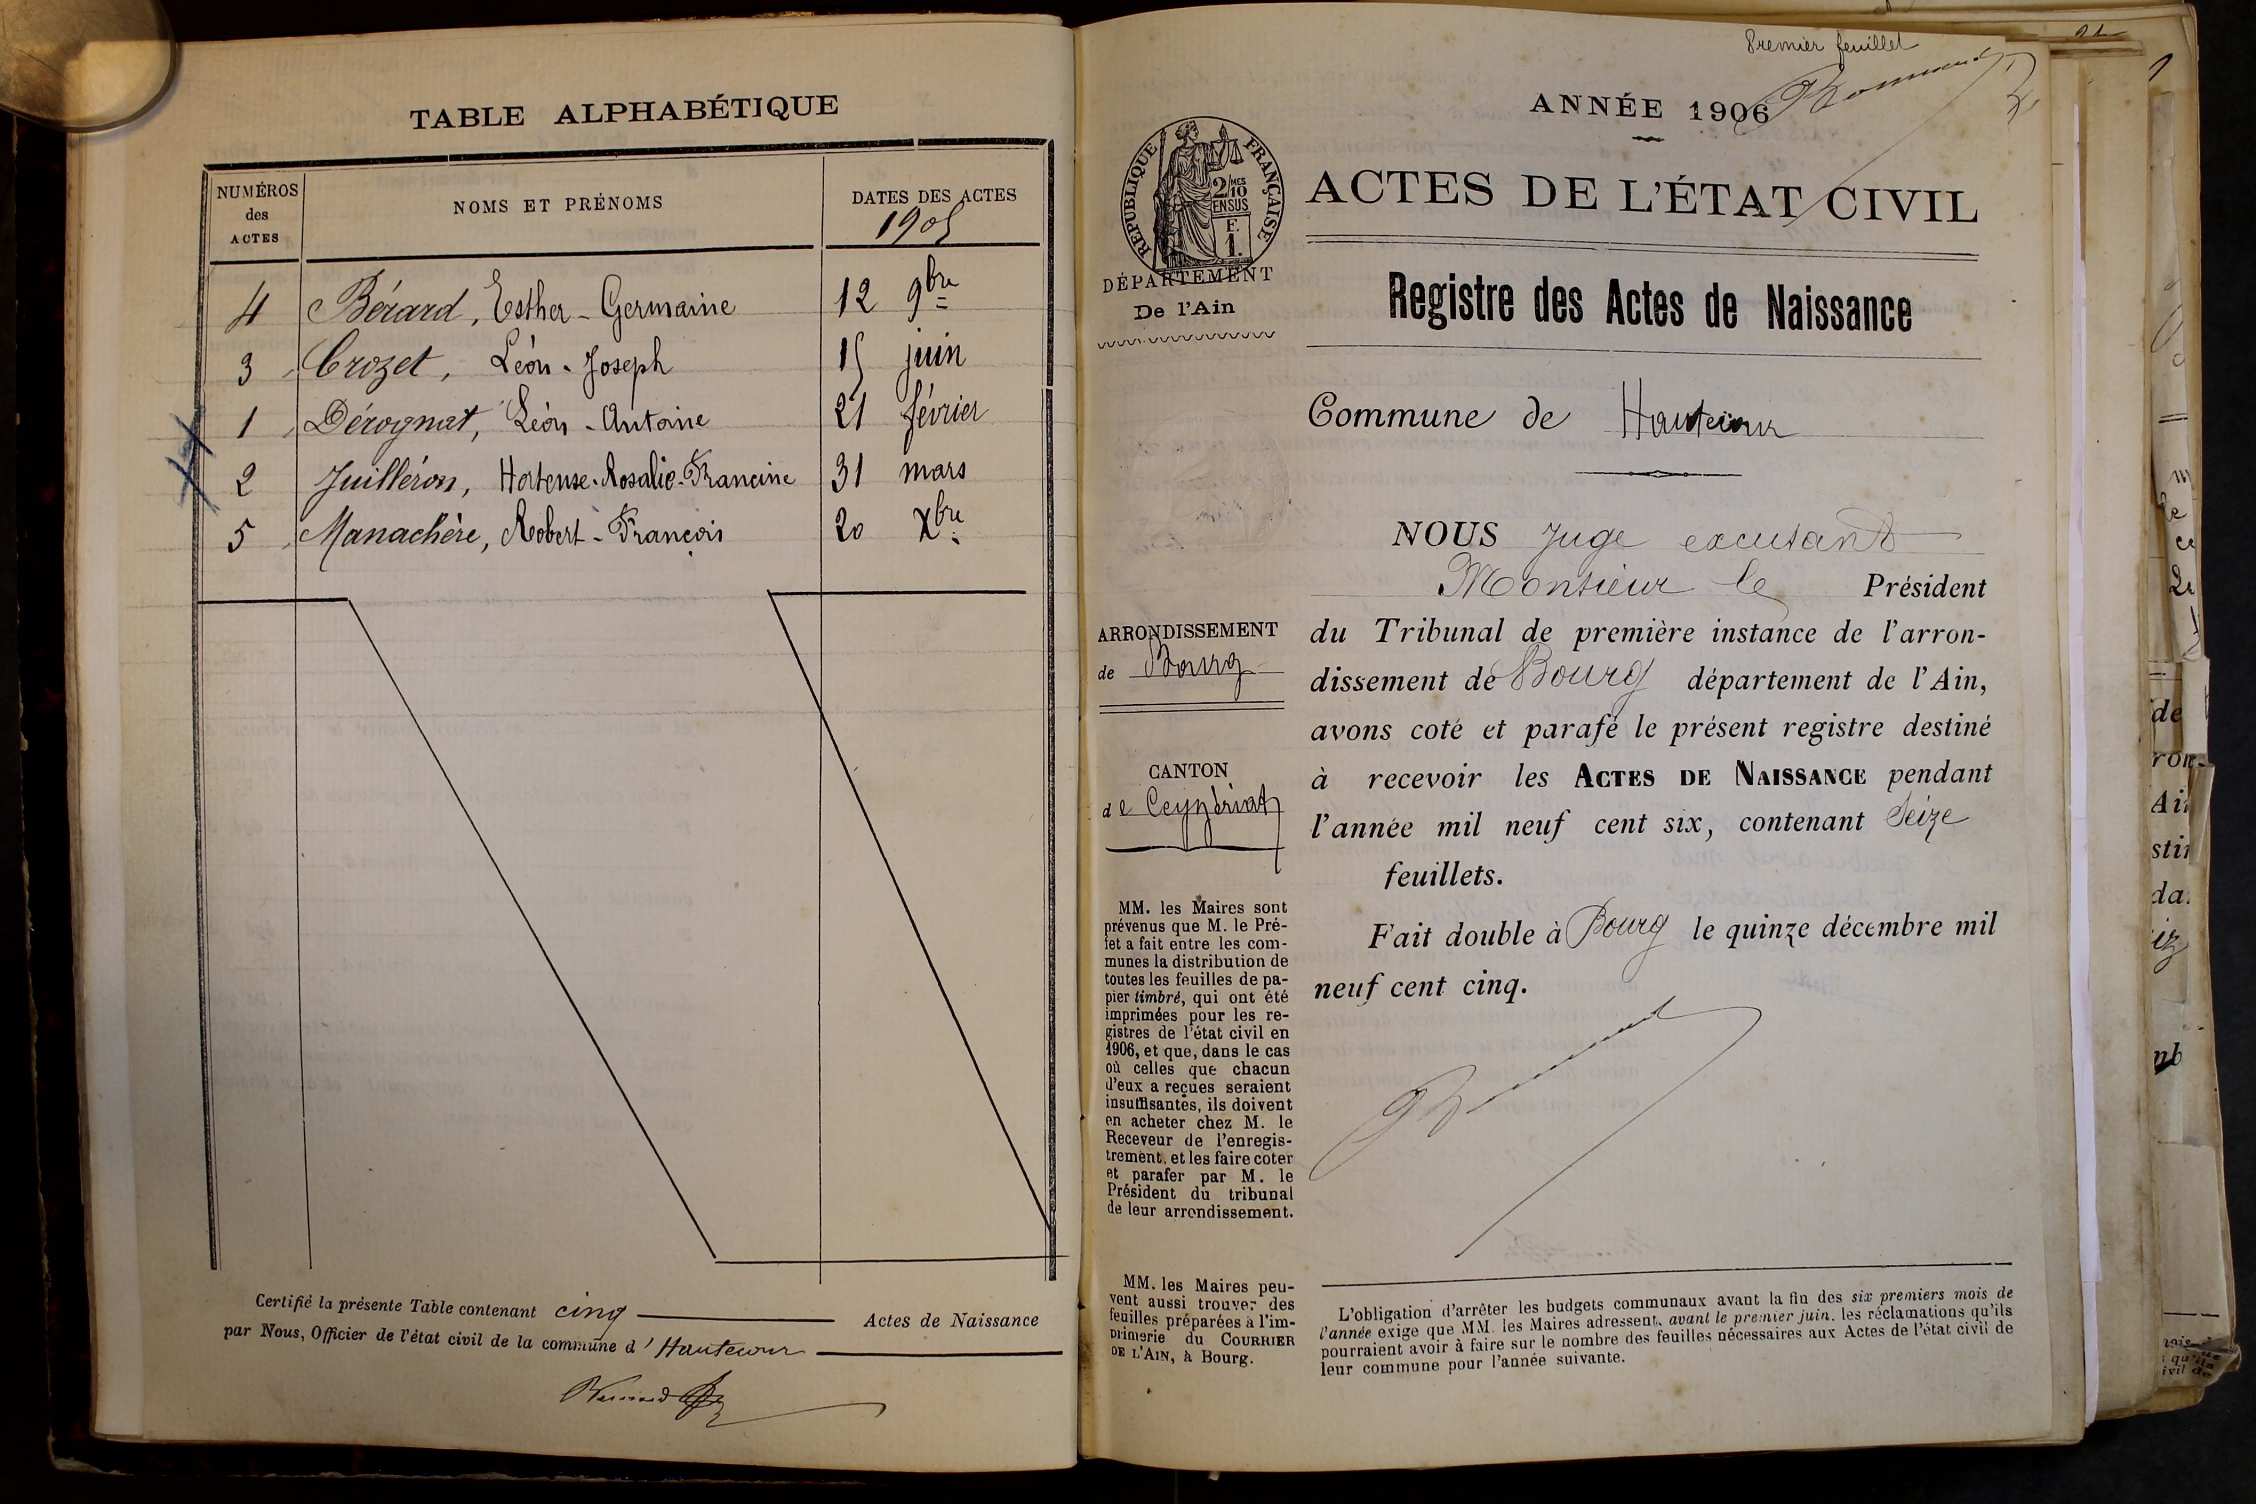 TABLE ALPHABÉTIQUE
NUMÉROS des ACTES
NOMS ET PRÉNOMS
DATES DES ACTES
1905
4 Bérard, Esther-Germaine 12 9bre
3 Crozet, Léon-Joseph 15 juin
1 Dérognat, Léon-Antoine 21 février
2 Juilléron, Hortense-Rosalie-Francine 31 mars
5 Manachère, Robert-François 20 Xbre
Certifié la présente Table contenant cinq Actes de Naissance
par Nous, Officier de l'état civil de la commune d'Hautecour
Premier feuillet
ANNÉE 1906
ACTES DE L'ÉTAT CIVIL
RÉPUBLIQUE FRANÇAISE
2/10 MES
EN SUS
F.
1.
DÉPARTEMENT
De l'Ain
Registre des Actes de Naissance
Commune de Hautecour
NOUS Juge excusant
Monsieur le Président
du Tribunal de première instance de l'arron-
dissement de Bourg département de l'Ain,
avons coté et parafé le présent registre destiné
à recevoir les ACTES DE NAISSANCE pendant
l'année mil neuf cent six, contenant Seize
feuillets.
Fait double à Bourg le quinze décembre mil
neuf cent cinq.
ARRONDISSEMENT
de Bourg
CANTON
de Ceyzériat
MM. les Maires sont
prévenus que M. le Pré-
fet a fait entre les com-
munes la distribution de
toutes les feuilles de pa-
pier timbré, qui ont été
imprimées pour les re-
gistres de l'état civil en
1906, et que, dans le cas
où celles que chacun
d'eux a reçues seraient
insuffisantes, ils doivent
en acheter chez M. le
Receveur de l'enregis-
trement, et les faire coter
et parafer par M. le
Président du tribunal
de leur arrondissement.
MM. les Maires peu-
vent aussi trouver des
feuilles préparées à l'im-
primerie du COURRIER
DE L'AIN, à Bourg.
L'obligation d'arrêter les budgets communaux avant la fin des six premiers mois de
l'année exige que MM. les Maires adressent, avant le premier juin, les réclamations qu'ils
pourraient avoir à faire sur le nombre des feuilles nécessaires aux Actes de l'état civil de
leur commune pour l'année suivante.